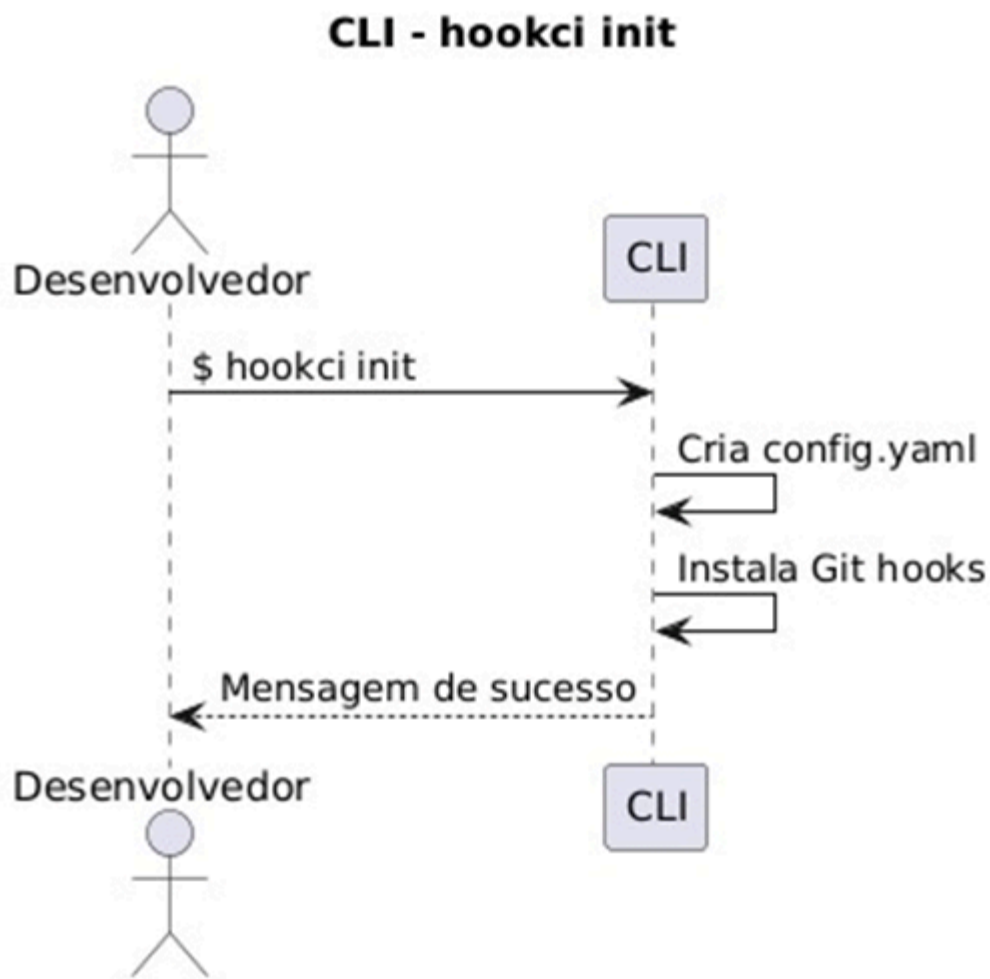 CLI - hookci init
Desenvolvedor
CLI
$ hookci init
Cria config.yaml
Instala Git hooks
Mensagem de sucesso
Desenvolvedor
CLI